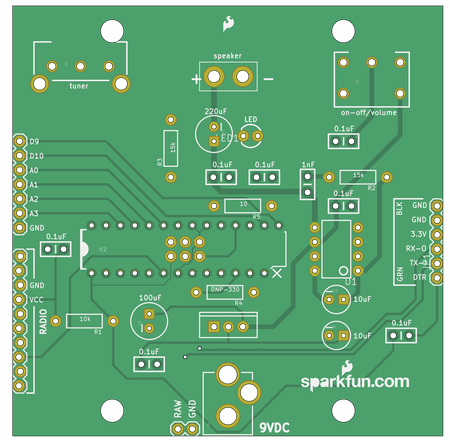 speaker
+ −
tuner
on-off/volume
220uF
LED
LED1
0.1uF
15k
R3
D9
D10
A0
A1
A2
A3
GND
0.1uF
0.1uF
1nF
15k
R2
10
R5
0.1uF
BLK
GND
GND
3.3V
RX-O
TX-O
DTR
GRN
0.1uF
IC2
U1
GND
VCC
RADIO
10k
R1
DNP-330
R4
100uF
10uF
10uF
0.1uF
0.1uF
sparkfun.com
RAW
GND
9VDC